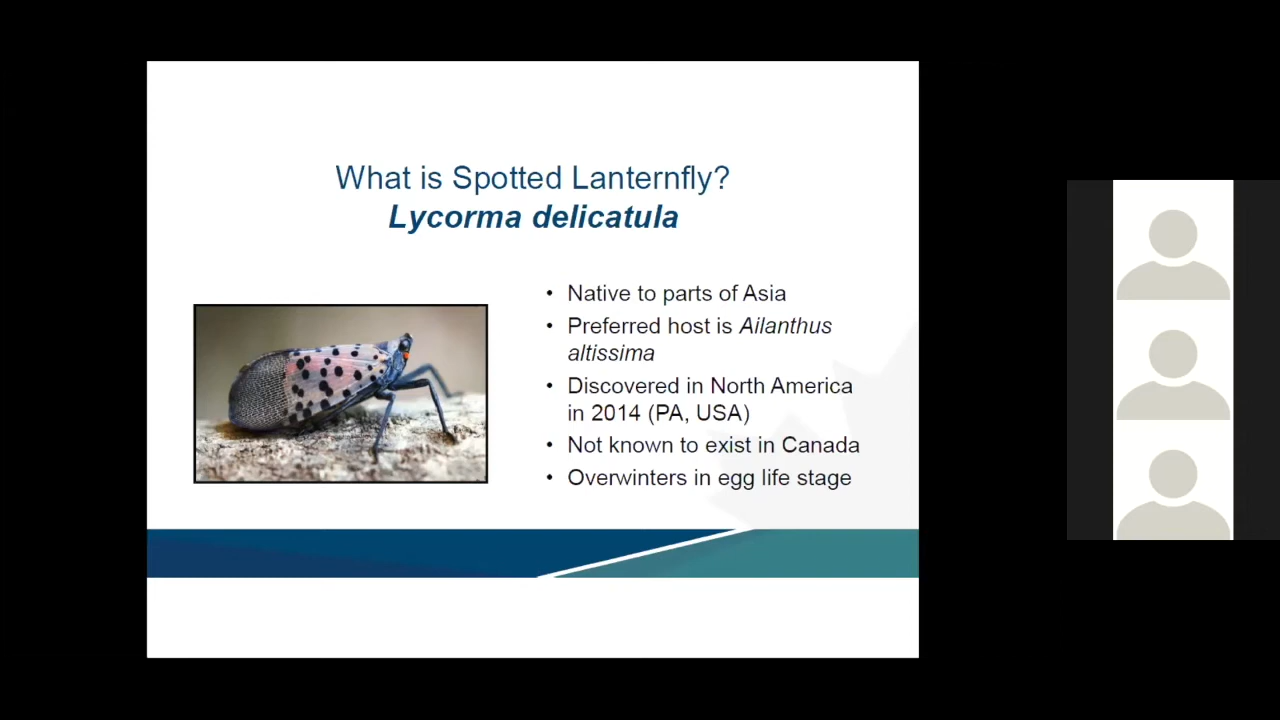 What is Spotted Lanternfly?
Lycorma delicatula
• Native to parts of Asia
• Preferred host is Ailanthus
altissima
• Discovered in North America
in 2014 (PA, USA)
• Not known to exist in Canada
• Overwinters in egg life stage